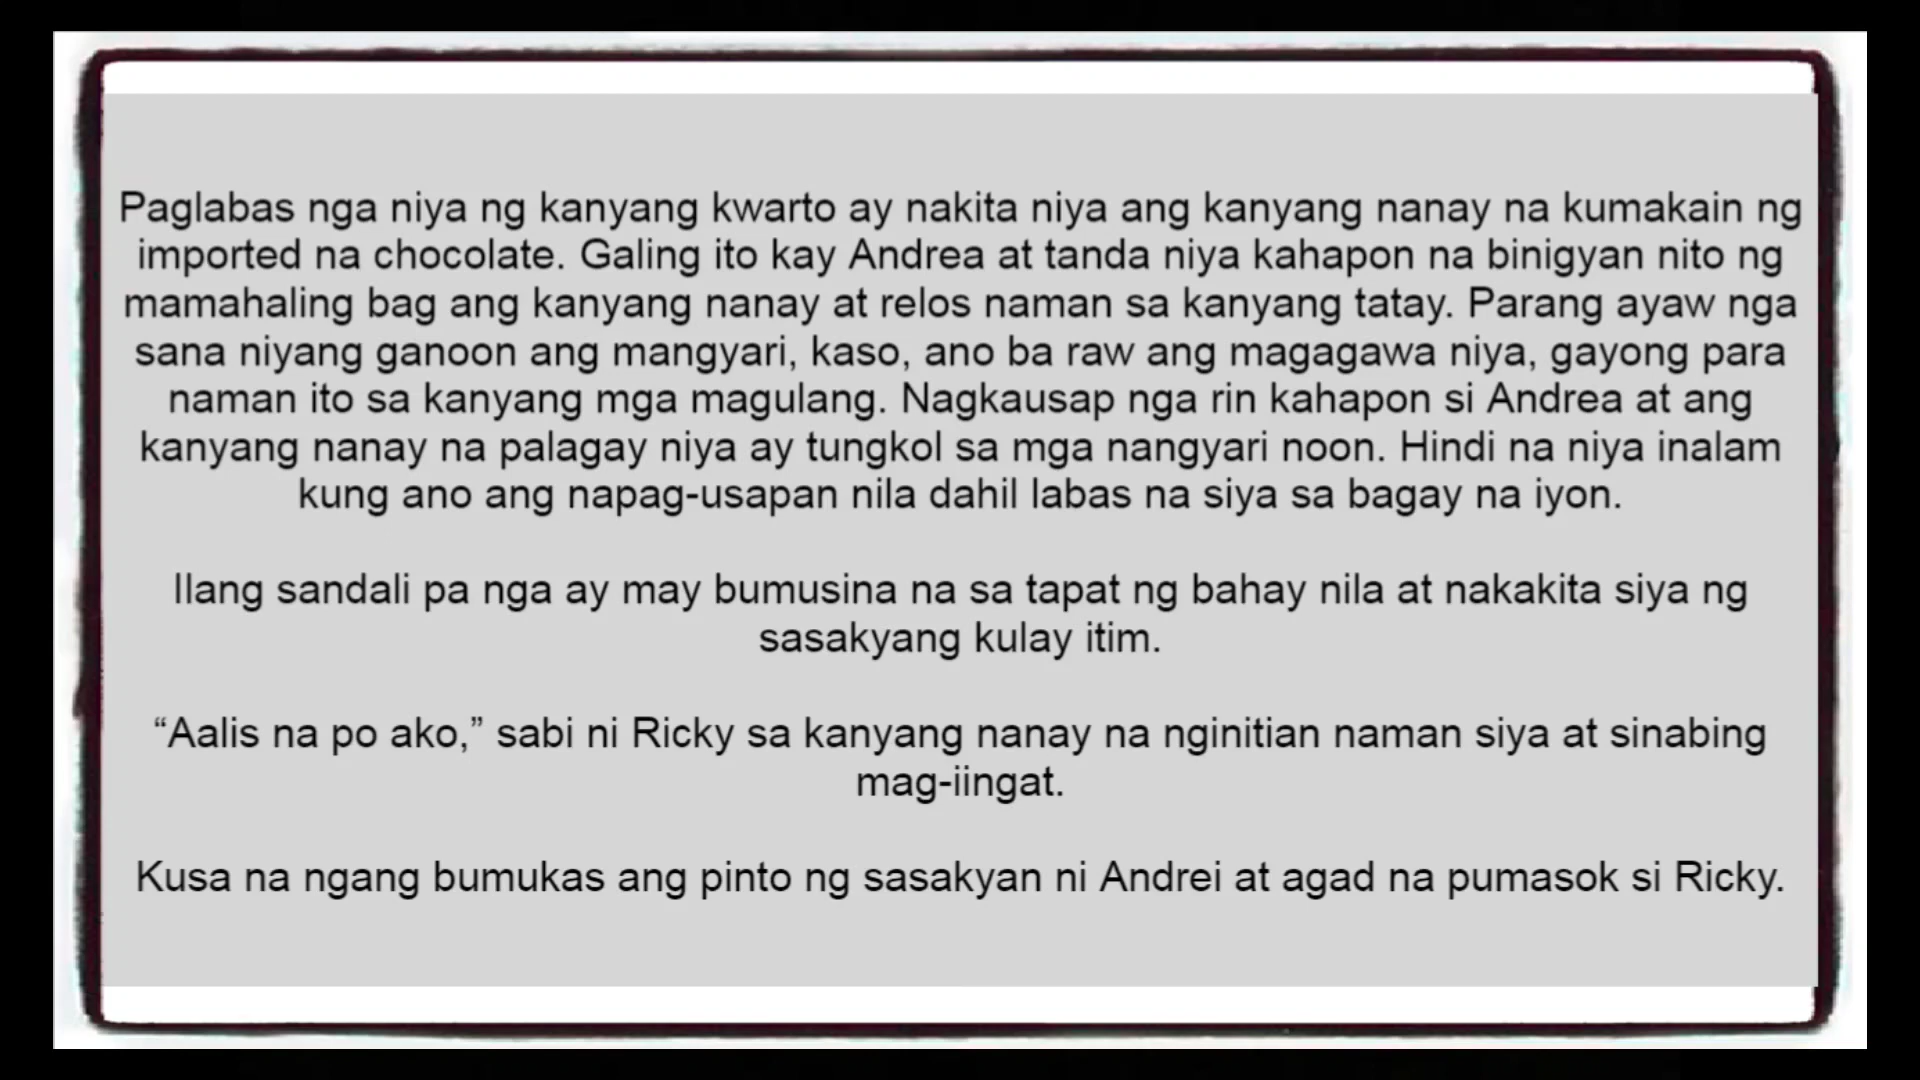 Paglabas nga niya ng kanyang kwarto ay nakita niya ang kanyang nanay na kumakain ng
imported na chocolate. Galing ito kay Andrea at tanda niya kahapon na binigyan nito ng
mamahaling bag ang kanyang nanay at relos naman sa kanyang tatay. Parang ayaw nga
sana niyang ganoon ang mangyari, kaso, ano ba raw ang magagawa niya, gayong para
naman ito sa kanyang mga magulang. Nagkausap nga rin kahapon si Andrea at ang
kanyang nanay na palagay niya ay tungkol sa mga nangyari noon. Hindi na niya inalam
kung ano ang napag-usapan nila dahil labas na siya sa bagay na iyon.
Ilang sandali pa nga ay may bumusina na sa tapat ng bahay nila at nakakita siya ng
sasakyang kulay itim.
“Aalis na po ako,” sabi ni Ricky sa kanyang nanay na nginitian naman siya at sinabing
mag-iingat.
Kusa na ngang bumukas ang pinto ng sasakyan ni Andrei at agad na pumasok si Ricky.